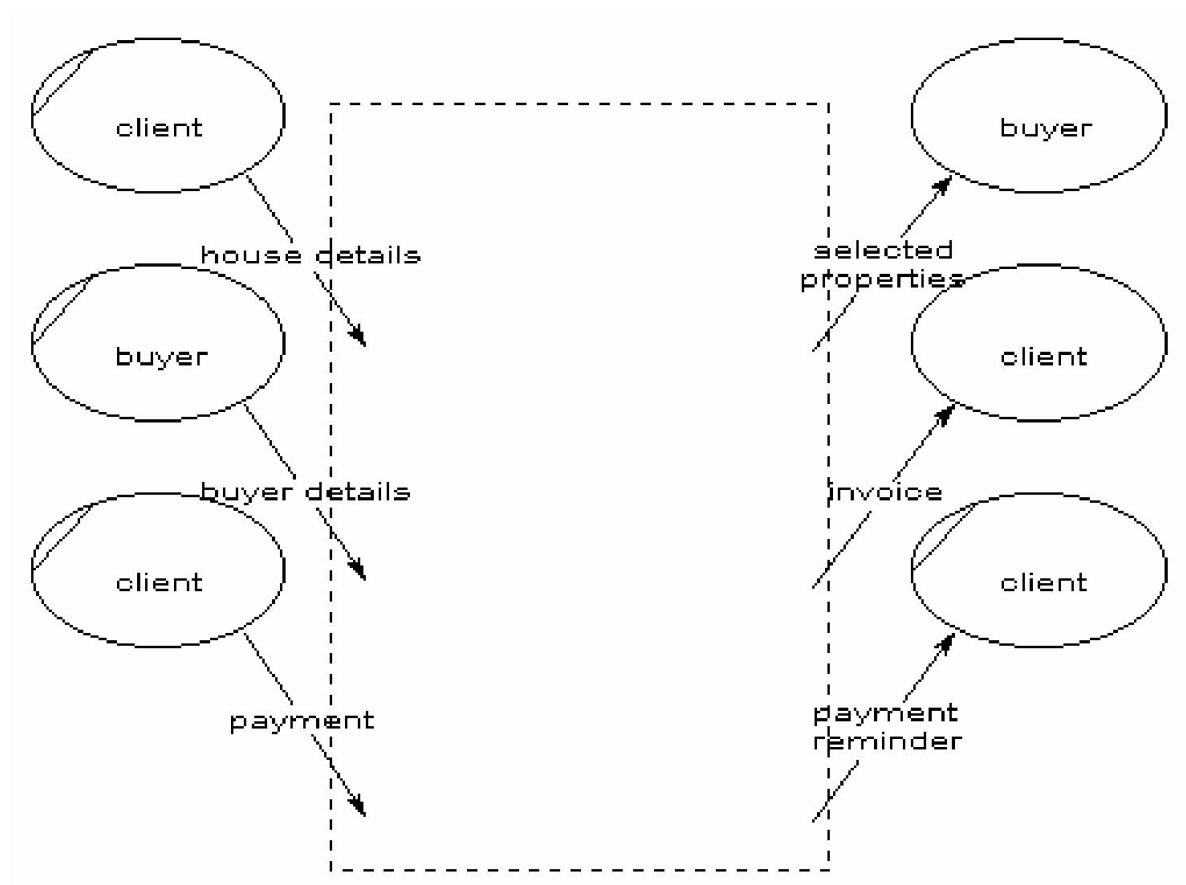 client
buyer
house details
selected
properties
buyer
client
buyer details
invoice
client
client
payment
payment
reminder